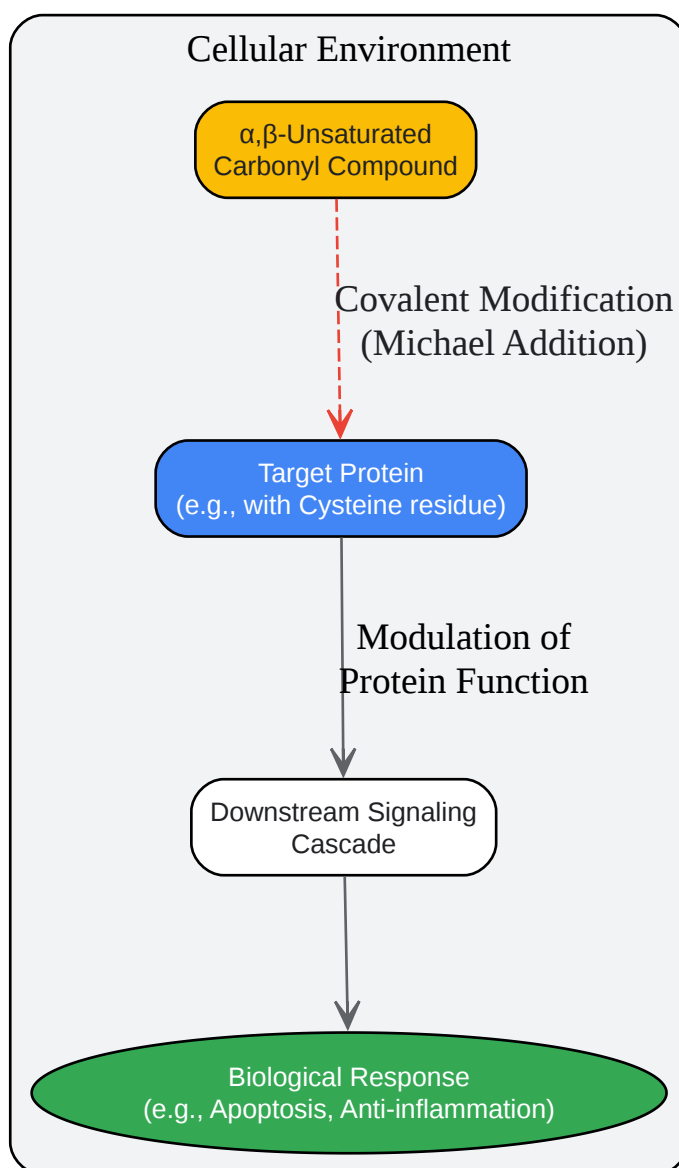 Cellular Environment
α,β-Unsaturated
Carbonyl Compound
Covalent Modification
(Michael Addition)
Target Protein
(e.g., with Cysteine residue)
Modulation of
Protein Function
Downstream Signaling
Cascade
Biological Response
(e.g., Apoptosis, Anti-inflammation)